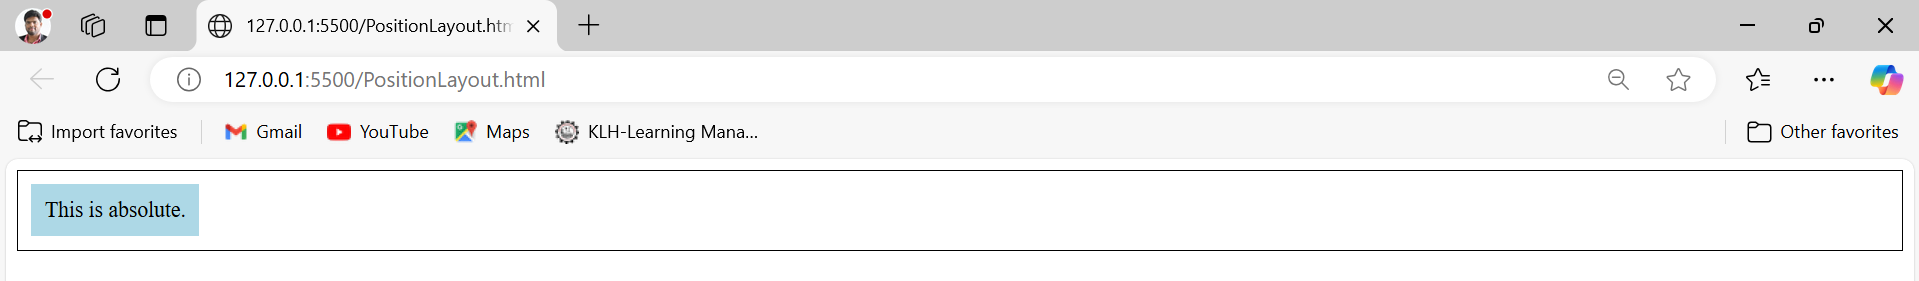 127.0.0.1:5500/PositionLayout.htm
127.0.0.1:5500/PositionLayout.html
Import favorites Gmail YouTube Maps KLH-Learning Mana... Other favorites
This is absolute.